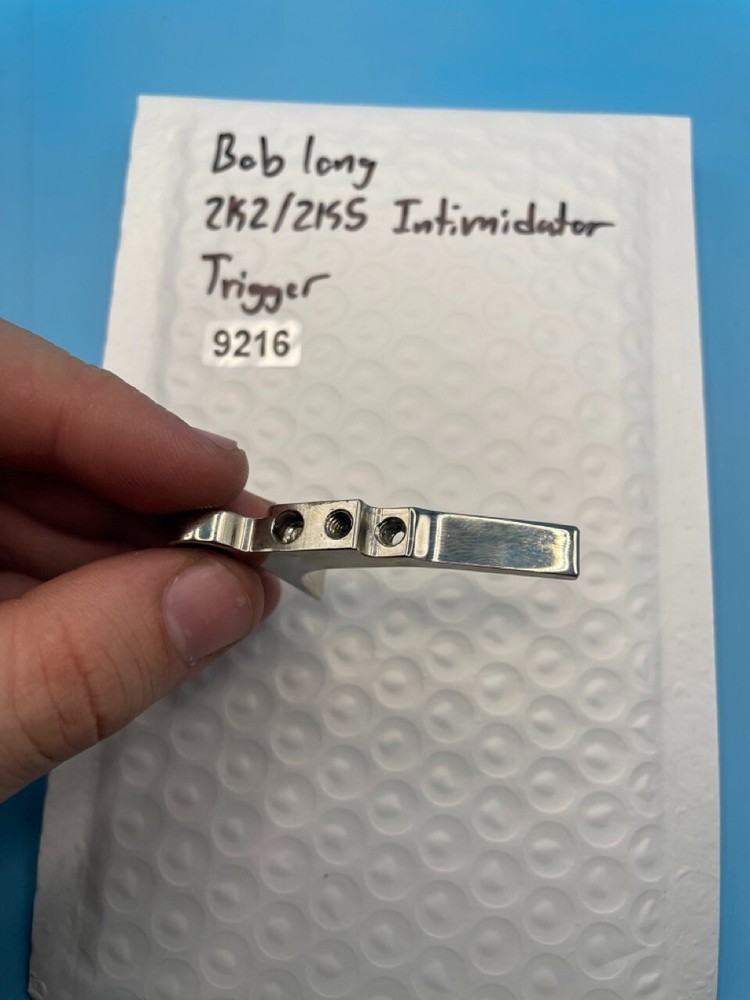 Bob long
2K2/2K5 Intimidator
Trigger
9216